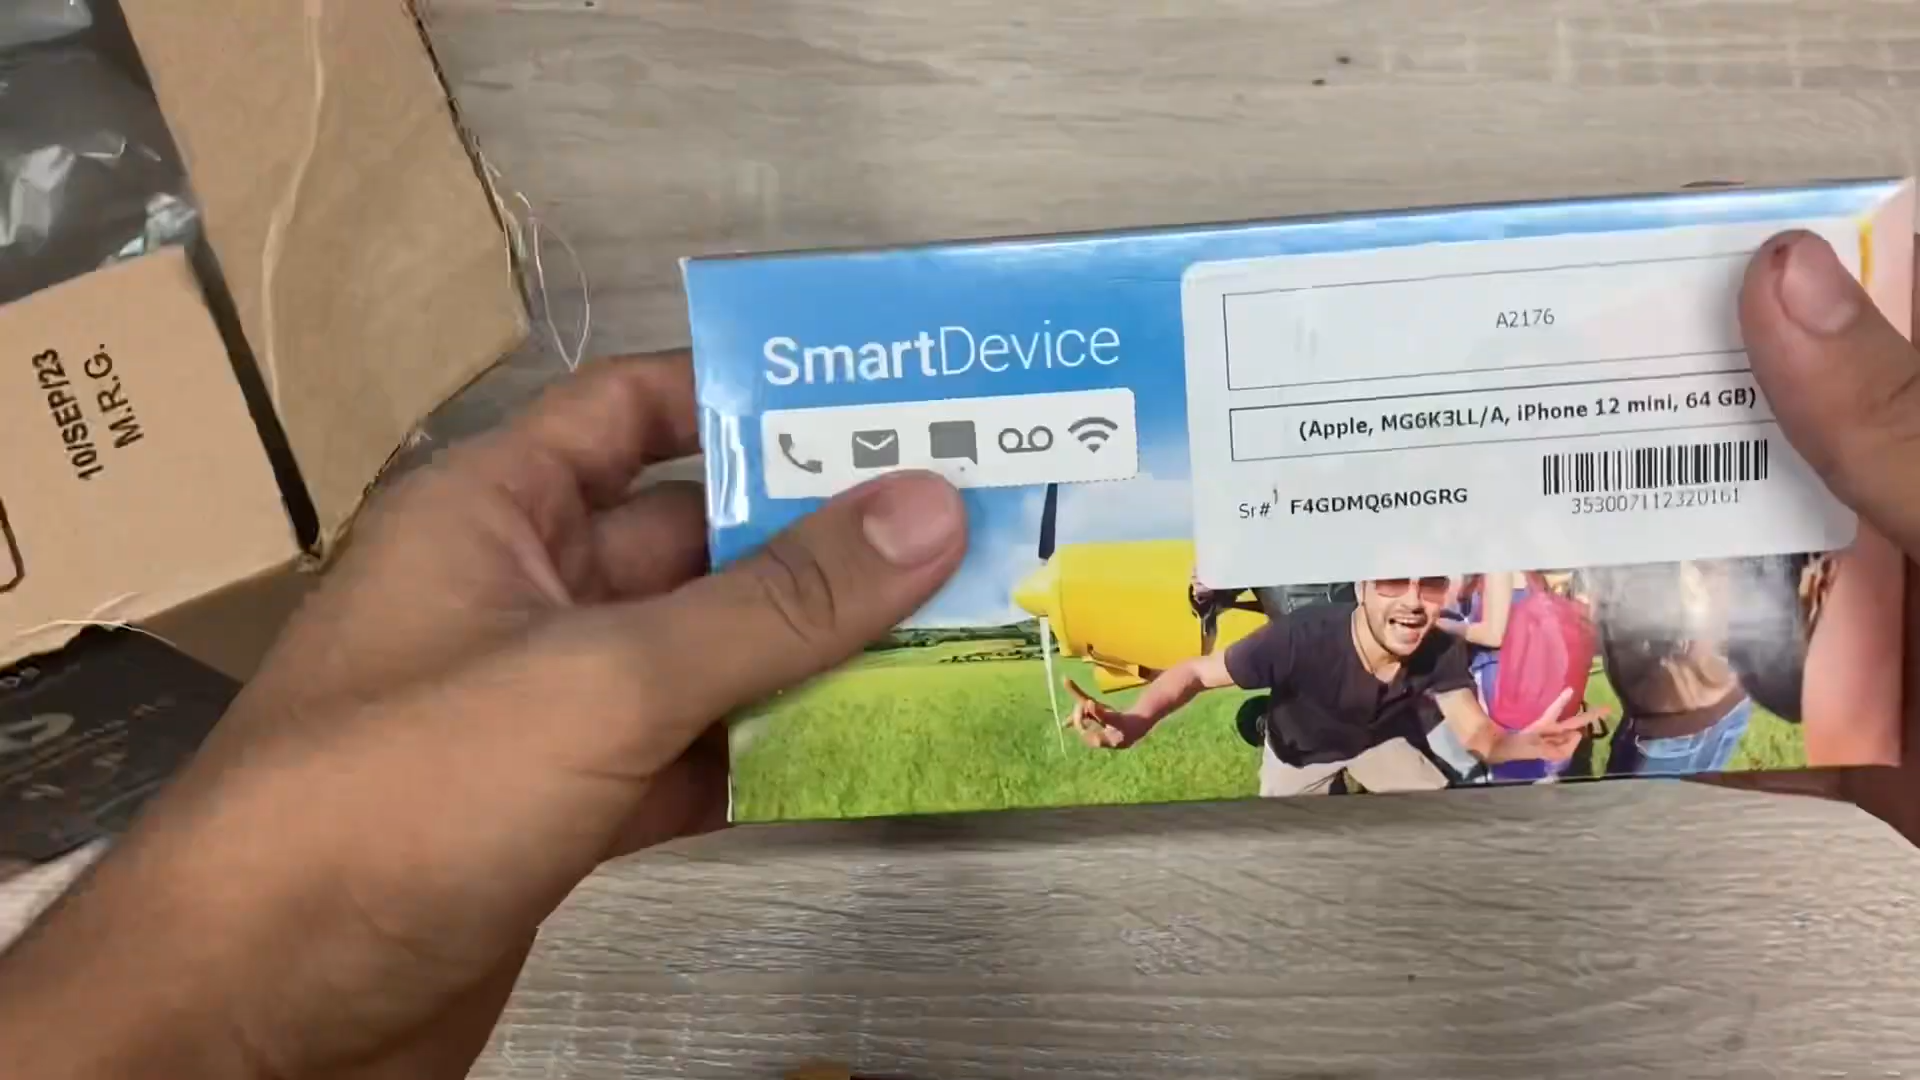 10/SEP/23
M.R.G.
SmartDevice
A2176
(Apple, MG6K3LL/A, iPhone 12 mini, 64 GB)
Sr# F4GDMQ6N0GRG
353007112320161